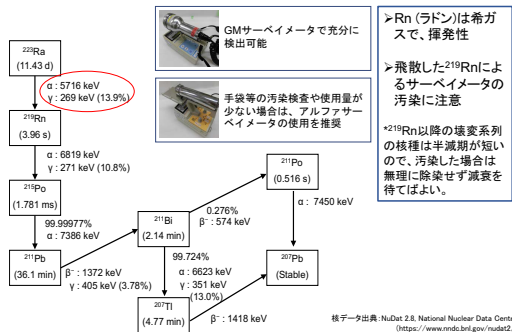 223Ra
(11.43 d)
α : 5716 keV
γ : 269 keV (13.9%)
219Rn
(3.96 s)
α : 6819 keV
γ : 271 keV (10.8%)
215Po
(1.781 ms)
99.99977%
α : 7386 keV
211Pb
(36.1 min)
β− : 1372 keV
γ : 405 keV (3.78%)
211Bi
(2.14 min)
0.276%
β− : 574 keV
211Po
(0.516 s)
α : 7450 keV
99.724%
α : 6623 keV
γ : 351 keV
(13.0%)
207Tl
(4.77 min)
β− : 1418 keV
207Pb
(Stable)
GMサーベイメータで充分に
検出可能
手袋等の汚染検査や使用量が
少ない場合は、アルファサー
ベイメータの使用を推奨
➢Rn (ラドン)は希ガ
スで、揮発性
➢飛散した219Rnによ
るサーベイメータの
汚染に注意
*219Rn以降の壊変系列
の核種は半減期が短い
ので、汚染した場合は
無理に除染せず減衰を
待てばよい。
核データ出典: NuDat 2.8, National Nuclear Data Cente
(https://www.nndc.bnl.gov/nudat2.